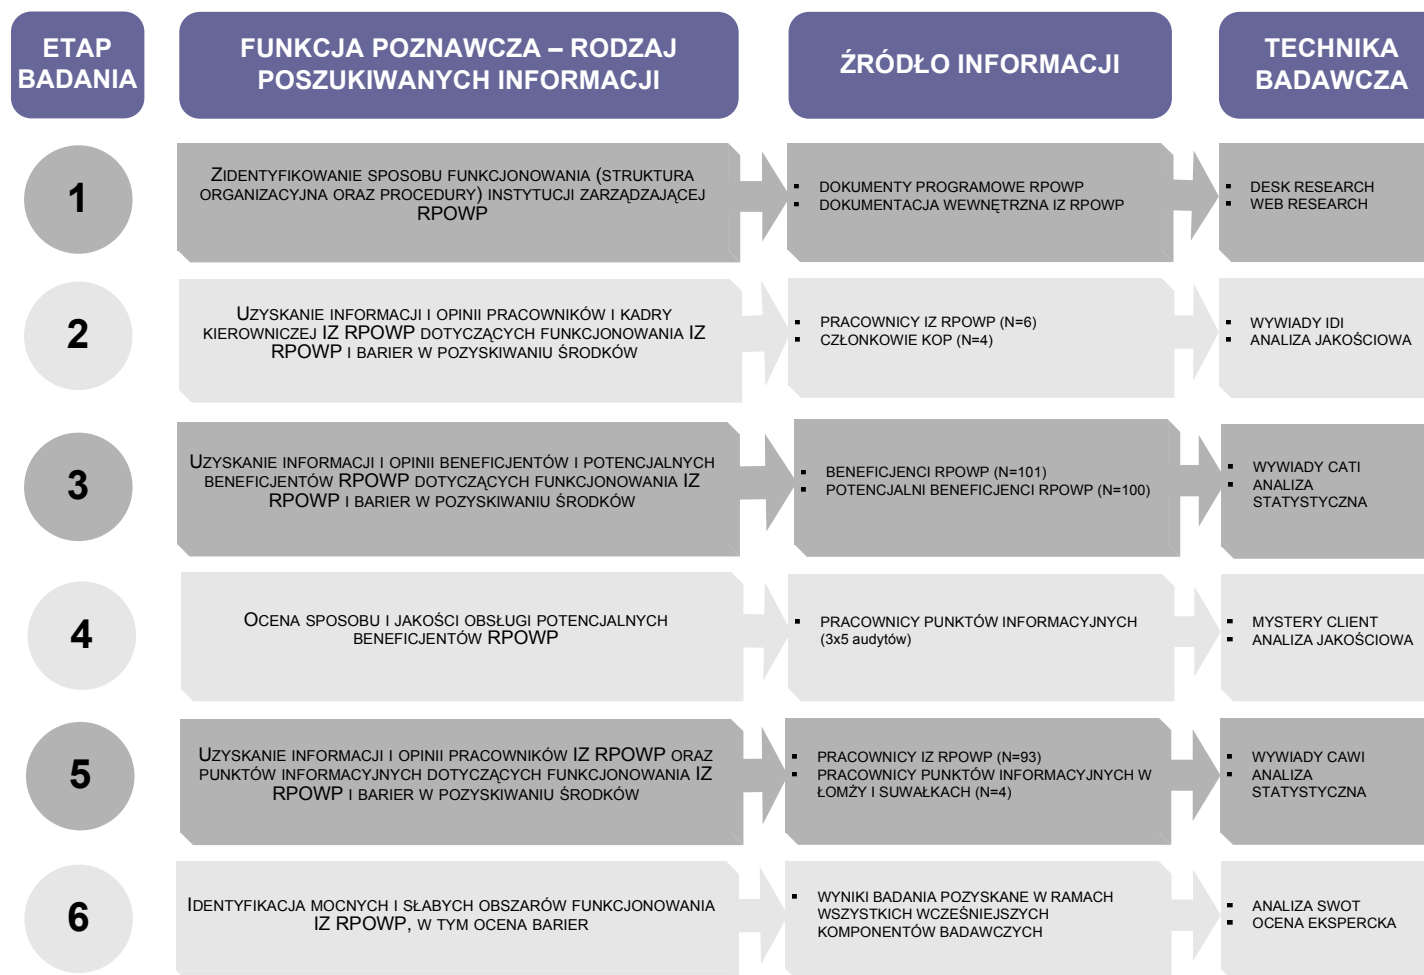 ETAP
BADANIA
FUNKCJA POZNAWCZA – RODZAJ
POSZUKIWANYCH INFORMACJI
ŹRÓDŁO INFORMACJI
TECHNIKA
BADAWCZA
1
ZIDENTYFIKOWANIE SPOSOBU FUNKCJONOWANIA (STRUKTURA
ORGANIZACYJNA ORAZ PROCEDURY) INSTYTUCJI ZARZĄDZAJĄCEJ
RPOWP
▪ DOKUMENTY PROGRAMOWE RPOWP
▪ DOKUMENTACJA WEWNĘTRZNA IZ RPOWP
▪ DESK RESEARCH
▪ WEB RESEARCH
2
UZYSKANIE INFORMACJI I OPINII PRACOWNIKÓW I KADRY
KIEROWNICZEJ IZ RPOWP DOTYCZĄCYCH FUNKCJONOWANIA IZ
RPOWP I BARIER W POZYSKIWANIU ŚRODKÓW
▪ PRACOWNICY IZ RPOWP (N=6)
▪ CZŁONKOWIE KOP (N=4)
▪ WYWIADY IDI
▪ ANALIZA JAKOŚCIOWA
3
UZYSKANIE INFORMACJI I OPINII BENEFICJENTÓW I POTENCJALNYCH
BENEFICJENTÓW RPOWP DOTYCZĄCYCH FUNKCJONOWANIA IZ
RPOWP I BARIER W POZYSKIWANIU ŚRODKÓW
▪ BENEFICJENCI RPOWP (N=101)
▪ POTENCJALNI BENEFICJENCI RPOWP (N=100)
▪ WYWIADY CATI
▪ ANALIZA
STATYSTYCZNA
4
OCENA SPOSOBU I JAKOŚCI OBSŁUGI POTENCJALNYCH
BENEFICJENTÓW RPOWP
▪ PRACOWNICY PUNKTÓW INFORMACYJNYCH
(3x5 audytów)
▪ MYSTERY CLIENT
▪ ANALIZA JAKOŚCIOWA
5
UZYSKANIE INFORMACJI I OPINII PRACOWNIKÓW IZ RPOWP ORAZ
PUNKTÓW INFORMACYJNYCH DOTYCZĄCYCH FUNKCJONOWANIA IZ
RPOWP I BARIER W POZYSKIWANIU ŚRODKÓW
▪ PRACOWNICY IZ RPOWP (N=93)
▪ PRACOWNICY PUNKTÓW INFORMACYJNYCH W
ŁOMŻY I SUWAŁKACH (N=4)
▪ WYWIADY CAWI
▪ ANALIZA
STATYSTYCZNA
6
IDENTYFIKACJA MOCNYCH I SŁABYCH OBSZARÓW FUNKCJONOWANIA
IZ RPOWP, W TYM OCENA BARIER
▪ WYNIKI BADANIA POZYSKANE W RAMACH
WSZYSTKICH WCZEŚNIEJSZYCH
KOMPONENTÓW BADAWCZYCH
▪ ANALIZA SWOT
▪ OCENA EKSPERCKA